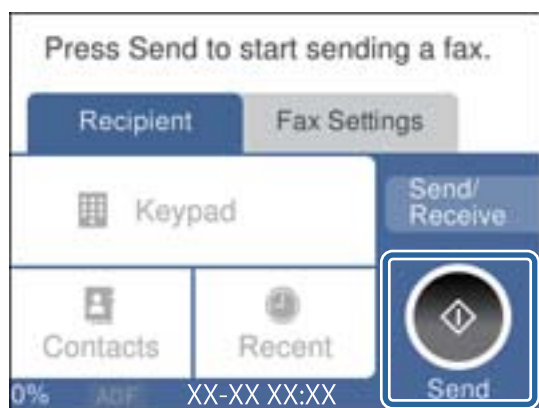 Press Send to start sending a fax.
Recipient
Fax Settings
Keypad
Send/
Receive
Contacts
Recent
0%
ADF
XX-XX XX:XX
Send